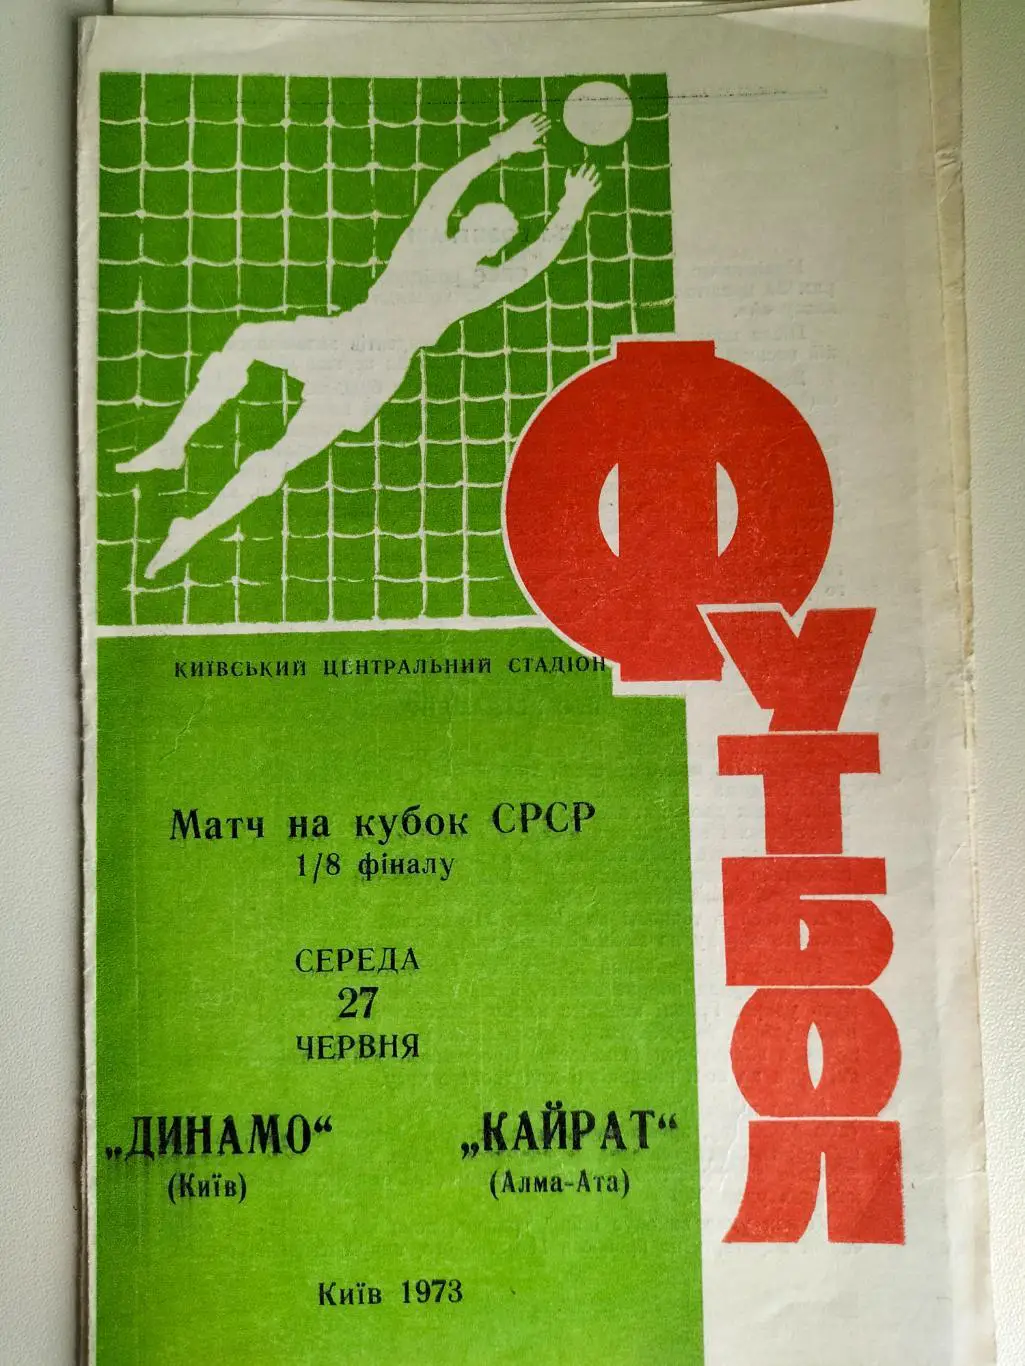 ФУТБОЛ
КИЇВСЬКИЙ ЦЕНТРАЛЬНИЙ СТАДІОН
Матч на кубок СРСР
1/8 фіналу
СЕРЕДА
27
ЧЕРВНЯ
„ДИНАМО“ „КАЙРАТ“
(Київ) (Алма-Ата)
Київ 1973